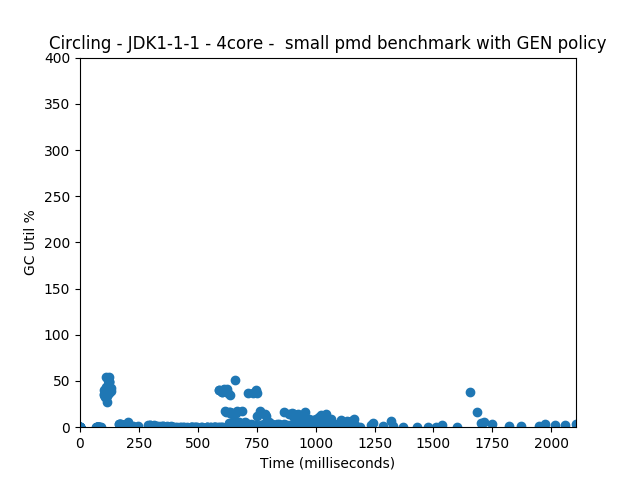 Circling - JDK1-1-1 - 4core -  small pmd benchmark with GEN policy
400
350
300
250
200
150
100
50
0
GC Util %
0 250 500 750 1000 1250 1500 1750 2000
Time (milliseconds)